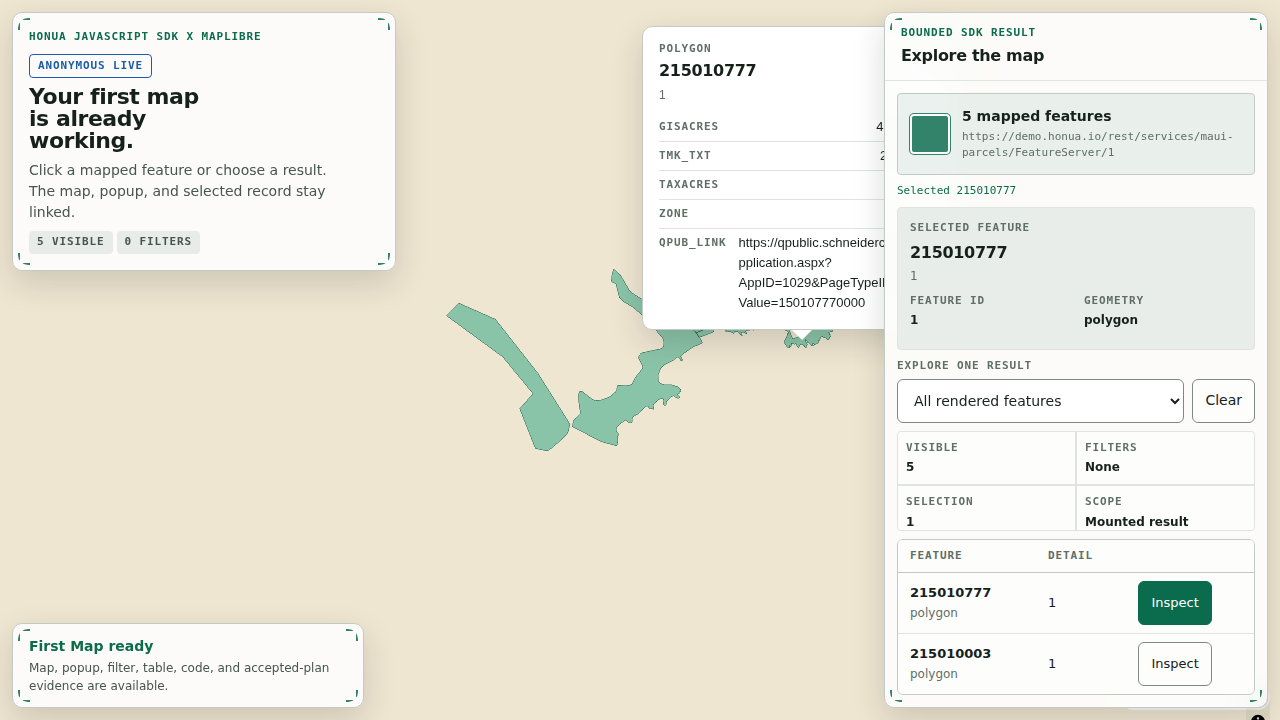 HONUA JAVASCRIPT SDK X MAPLIBRE
ANONYMOUS LIVE
Your first map
is already
working.
Click a mapped feature or choose a result.
The map, popup, and selected record stay
linked.
5 VISIBLE
0 FILTERS
POLYGON
215010777
1
GISACRES 4
TMK_TXT 2
TAXACRES
ZONE
QPUB_LINK https://qpublic.schneiderc
pplication.aspx?
AppID=1029&PageTypeI
Value=150107770000
BOUNDED SDK RESULT
Explore the map
5 mapped features
https://demo.honua.io/rest/services/maui-
parcels/FeatureServer/1
Selected 215010777
SELECTED FEATURE
215010777
1
FEATURE ID GEOMETRY
1 polygon
EXPLORE ONE RESULT
All rendered features Clear
VISIBLE FILTERS
5 None
SELECTION SCOPE
1 Mounted result
FEATURE DETAIL
215010777
polygon
1
Inspect
215010003
polygon
1
Inspect
First Map ready
Map, popup, filter, table, code, and accepted-plan
evidence are available.